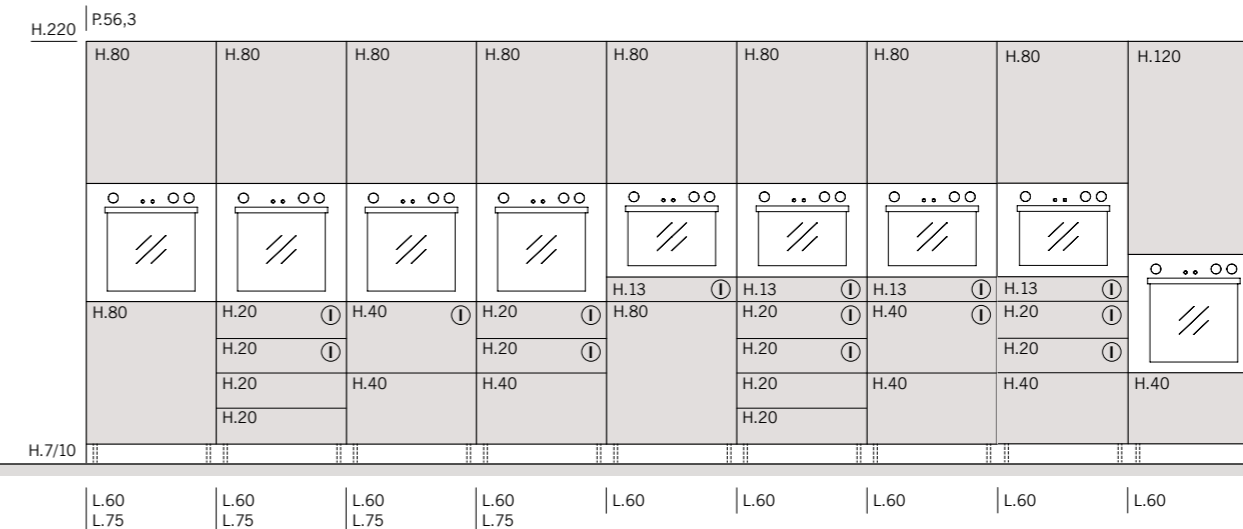 P.56,3
H.220
H.80 H.80 H.80 H.80 H.80 H.80 H.80 H.80 H.120
H.13 H.13 H.13 H.13
H.80 H.20 H.40 H.20 H.80 H.20 H.40 H.20
H.20 H.20 H.20 H.20
H.20 H.40 H.40 H.20 H.40 H.40 H.40
H.20 H.20
H.7/10
L.60 L.60 L.60 L.60 L.60 L.60 L.60 L.60 L.60
L.75 L.75 L.75 L.75